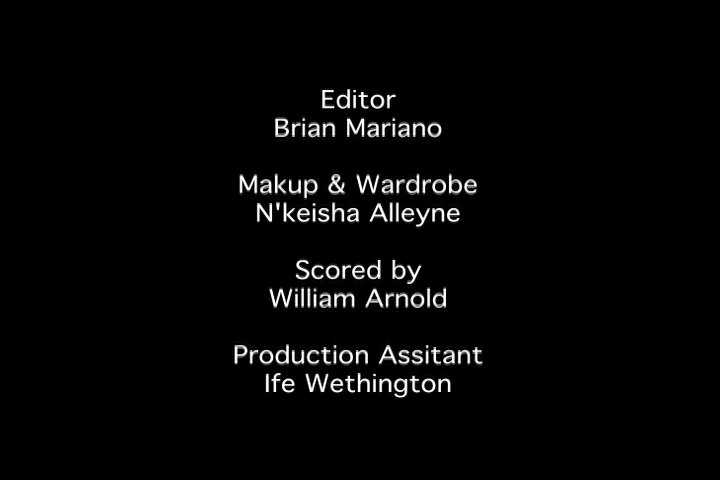 Editor
Brian Mariano
Makup & Wardrobe
N'keisha Alleyne
Scored by
William Arnold
Production Assitant
Ife Wethington